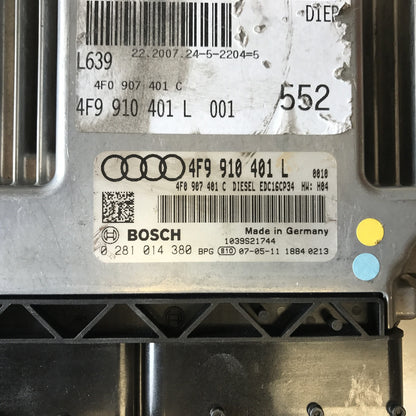 DIEP
22.2007.24-5-2204=5
L639
4F0 907 401 C
4F9 910 401 L 001
552
4F9 910 401 L 0010
4F0 907 401 C DIESEL EDC16CP34 HW: H04
BOSCH
Made in Germany
1039S21744
0 281 014 380 BPG E10 07-05-11 1884 0213